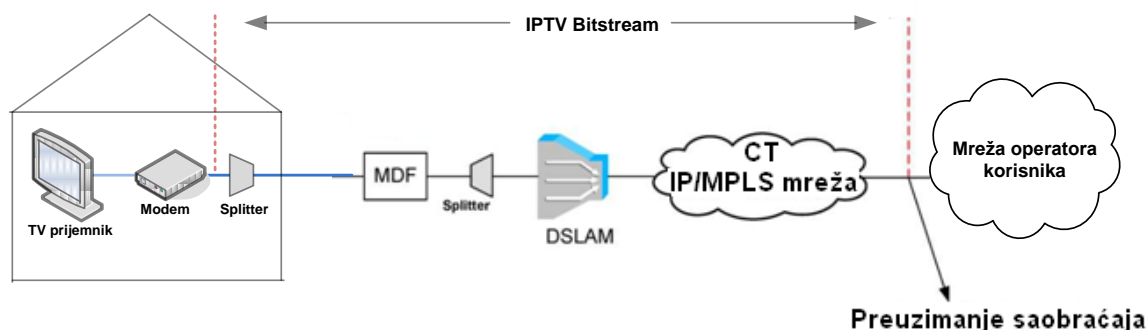 IPTV Bitstream
TV prijemnik
Modem
Splitter
MDF
Splitter
DSLAM
CT
IP/MPLS mreža
Mreža operatora
korisnika
Preuzimanje saobraćaja